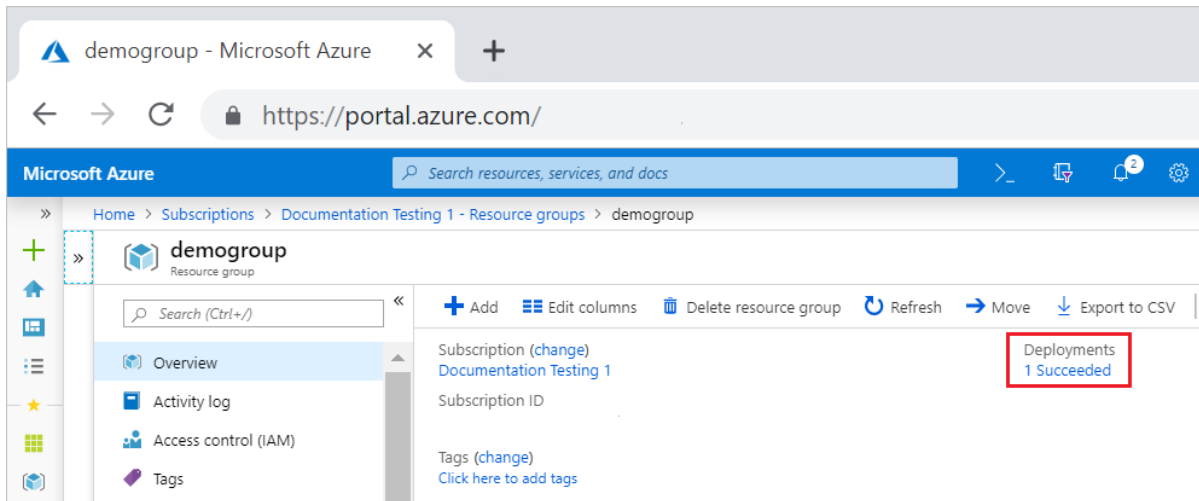 demogroup - Microsoft Azure
https://portal.azure.com/
Microsoft Azure
Search resources, services, and docs
2
Home > Subscriptions > Documentation Testing 1 - Resource groups > demogroup
demogroup
Resource group
Search (Ctrl+/)
Add Edit columns Delete resource group Refresh Move Export to CSV
Overview
Activity log
Access control (IAM)
Tags
Subscription (change)
Documentation Testing 1
Subscription ID
Tags (change)
Click here to add tags
Deployments
1 Succeeded